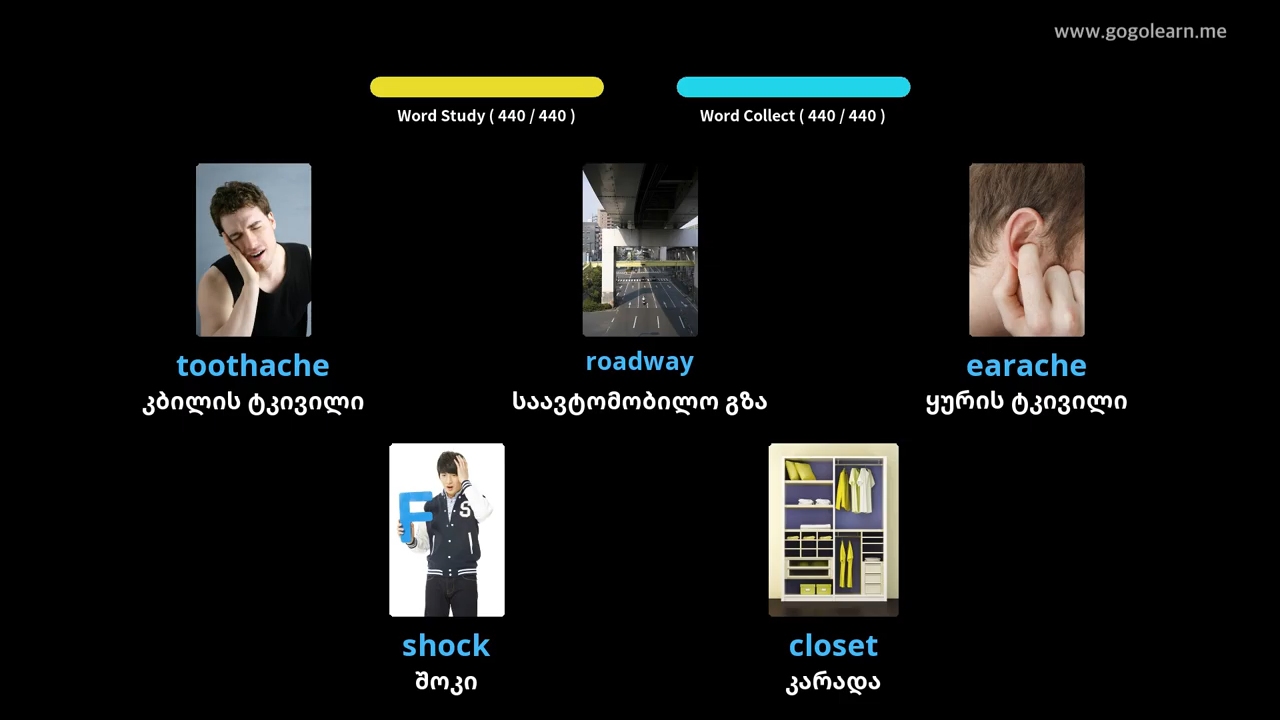 www.gogolearn.me
Word Study ( 440 / 440 )
Word Collect ( 440 / 440 )
toothache
კბილის ტკივილი
roadway
საავტომობილო გზა
earache
ყურის ტკივილი
F
S
shock
შოკი
closet
კარადა